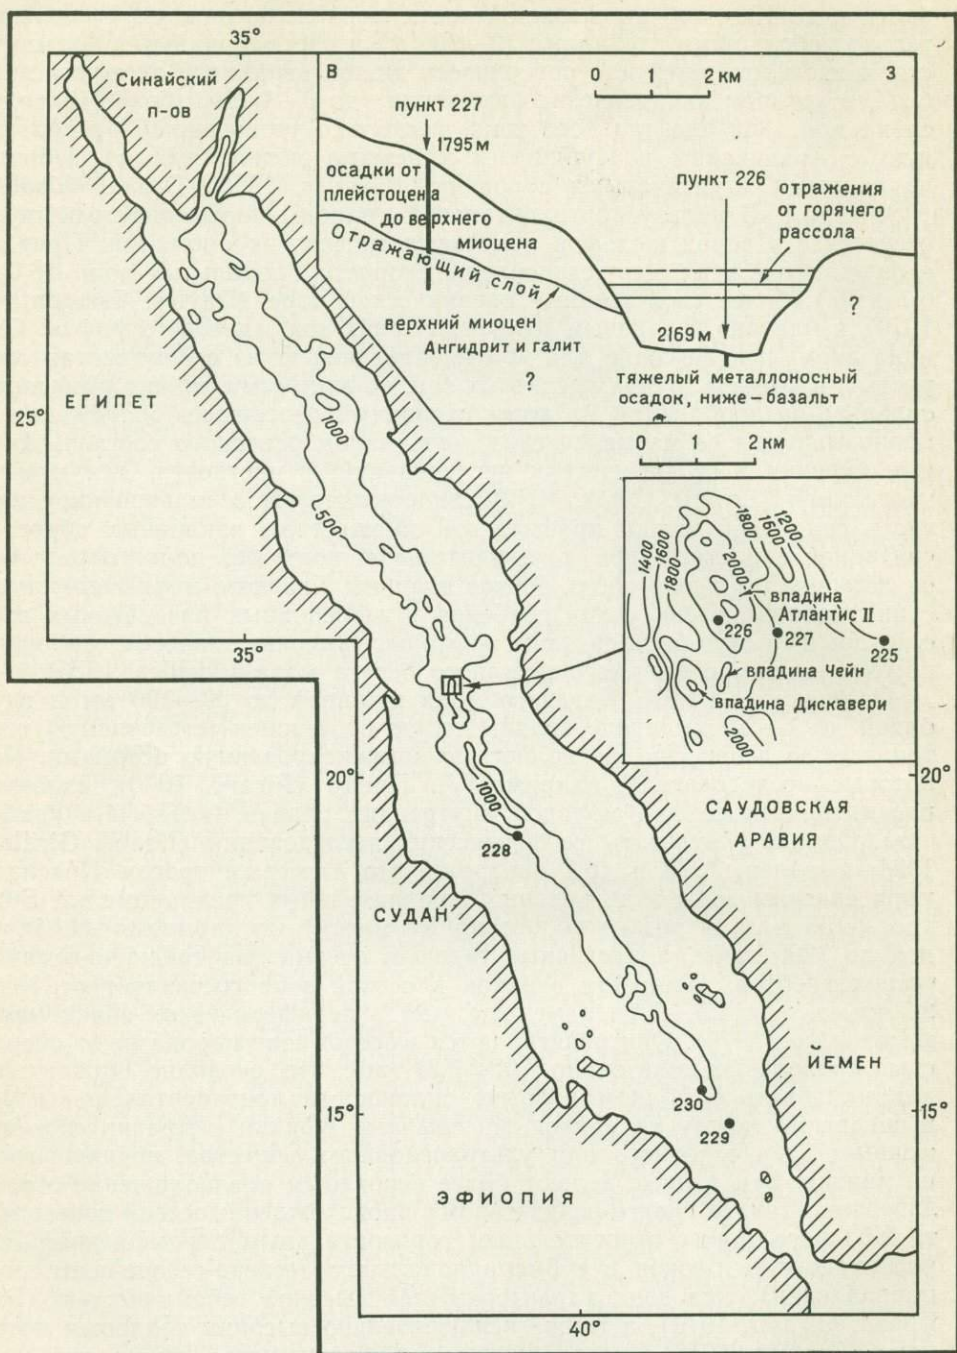 35°
Синайский
п-ов
В
0 1 2 км
З
пункт 227
1795 м
осадки от
плейстоцена
до верхнего
миоцена
Отражающий слой
верхний миоцен
Ангидрит и галит
?
пункт 226
отражения
от горячего
рассола
?
2169 м
тяжелый металлоносный
осадок, ниже – базальт
ЕГИПЕТ
25°
1000
500
35°
0 1 2 км
1400
1600
1800
2000
1800
1600
1200
впадина
Атлантис II
226
227
225
впадина Чейн
впадина Дискавери
2000
20°
20°
1000
228
САУДОВСКАЯ
АРАВИЯ
СУДАН
ЙЕМЕН
15°
15°
230
229
ЭФИОПИЯ
40°